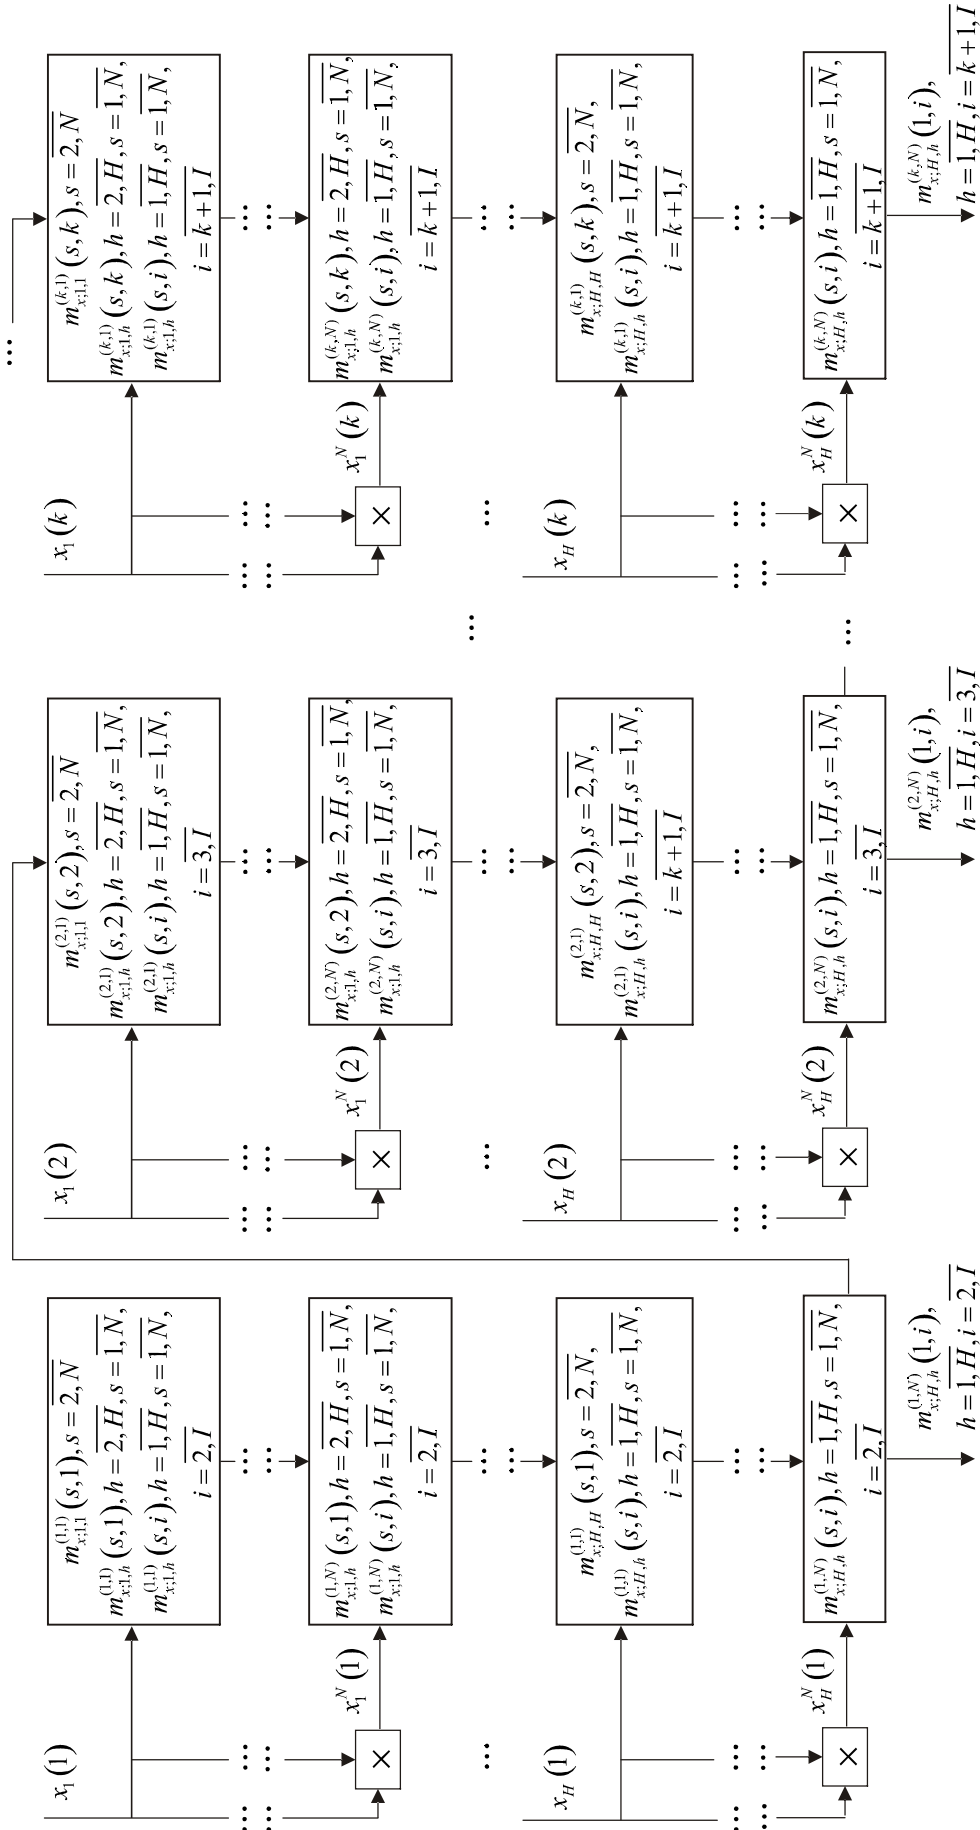 x_1(1)
m_{x;1,1}^{(1,1)}(s,1), s = \overline{2,N}
m_{x;1,h}^{(1,1)}(s,1), h = \overline{2,H}, s = \overline{1,N},
m_{x;1,h}^{(1,1)}(s,i), h = \overline{1,H}, s = \overline{1,N},
i = \overline{2,I}
... ...
×
x_1^N(1)
m_{x;1,h}^{(1,N)}(s,1), h = \overline{2,H}, s = \overline{1,N},
m_{x;1,h}^{(1,N)}(s,i), h = \overline{1,H}, s = \overline{1,N},
i = \overline{2,I}
...
x_H(1)
m_{x;H,H}^{(1,1)}(s,1), s = \overline{2,N},
m_{x;H,h}^{(1,1)}(s,i), h = \overline{1,H}, s = \overline{1,N},
i = \overline{2,I}
... ...
×
x_H^N(1)
m_{x;H,h}^{(1,N)}(s,i), h = \overline{1,H}, s = \overline{1,N},
i = \overline{2,I}
m_{x;H,h}^{(1,N)}(1,i),
h = \overline{1,H}, i = \overline{2,I}
x_1(2)
m_{x;1,1}^{(2,1)}(s,2), s = \overline{2,N}
m_{x;1,h}^{(2,1)}(s,2), h = \overline{2,H}, s = \overline{1,N},
m_{x;1,h}^{(2,1)}(s,i), h = \overline{1,H}, s = \overline{1,N},
i = \overline{3,I}
... ...
×
x_1^N(2)
m_{x;1,h}^{(2,N)}(s,2), h = \overline{2,H}, s = \overline{1,N},
m_{x;1,h}^{(2,N)}(s,i), h = \overline{1,H}, s = \overline{1,N},
i = \overline{3,I}
...
x_H(2)
m_{x;H,H}^{(2,1)}(s,2), s = \overline{2,N},
m_{x;H,h}^{(2,1)}(s,i), h = \overline{1,H}, s = \overline{1,N},
i = \overline{k+1,I}
... ...
×
x_H^N(2)
m_{x;H,h}^{(2,N)}(s,i), h = \overline{1,H}, s = \overline{1,N},
i = \overline{3,I}
m_{x;H,h}^{(2,N)}(1,i),
h = \overline{1,H}, i = \overline{3,I}
...
x_1(k)
m_{x;1,1}^{(k,1)}(s,k), s = \overline{2,N}
m_{x;1,h}^{(k,1)}(s,k), h = \overline{2,H}, s = \overline{1,N},
m_{x;1,h}^{(k,1)}(s,i), h = \overline{1,H}, s = \overline{1,N},
i = \overline{k+1,I}
... ...
×
x_1^N(k)
m_{x;1,h}^{(k,N)}(s,k), h = \overline{2,H}, s = \overline{1,N},
m_{x;1,h}^{(k,N)}(s,i), h = \overline{1,H}, s = \overline{1,N},
i = \overline{k+1,I}
...
x_H(k)
m_{x;H,H}^{(k,1)}(s,k), s = \overline{2,N},
m_{x;H,h}^{(k,1)}(s,i), h = \overline{1,H}, s = \overline{1,N},
i = \overline{k+1,I}
... ...
×
x_H^N(k)
m_{x;H,h}^{(k,N)}(s,i), h = \overline{1,H}, s = \overline{1,N},
i = \overline{k+1,I}
m_{x;H,h}^{(k,N)}(1,i),
h = \overline{1,H}, i = \overline{k+1,I}